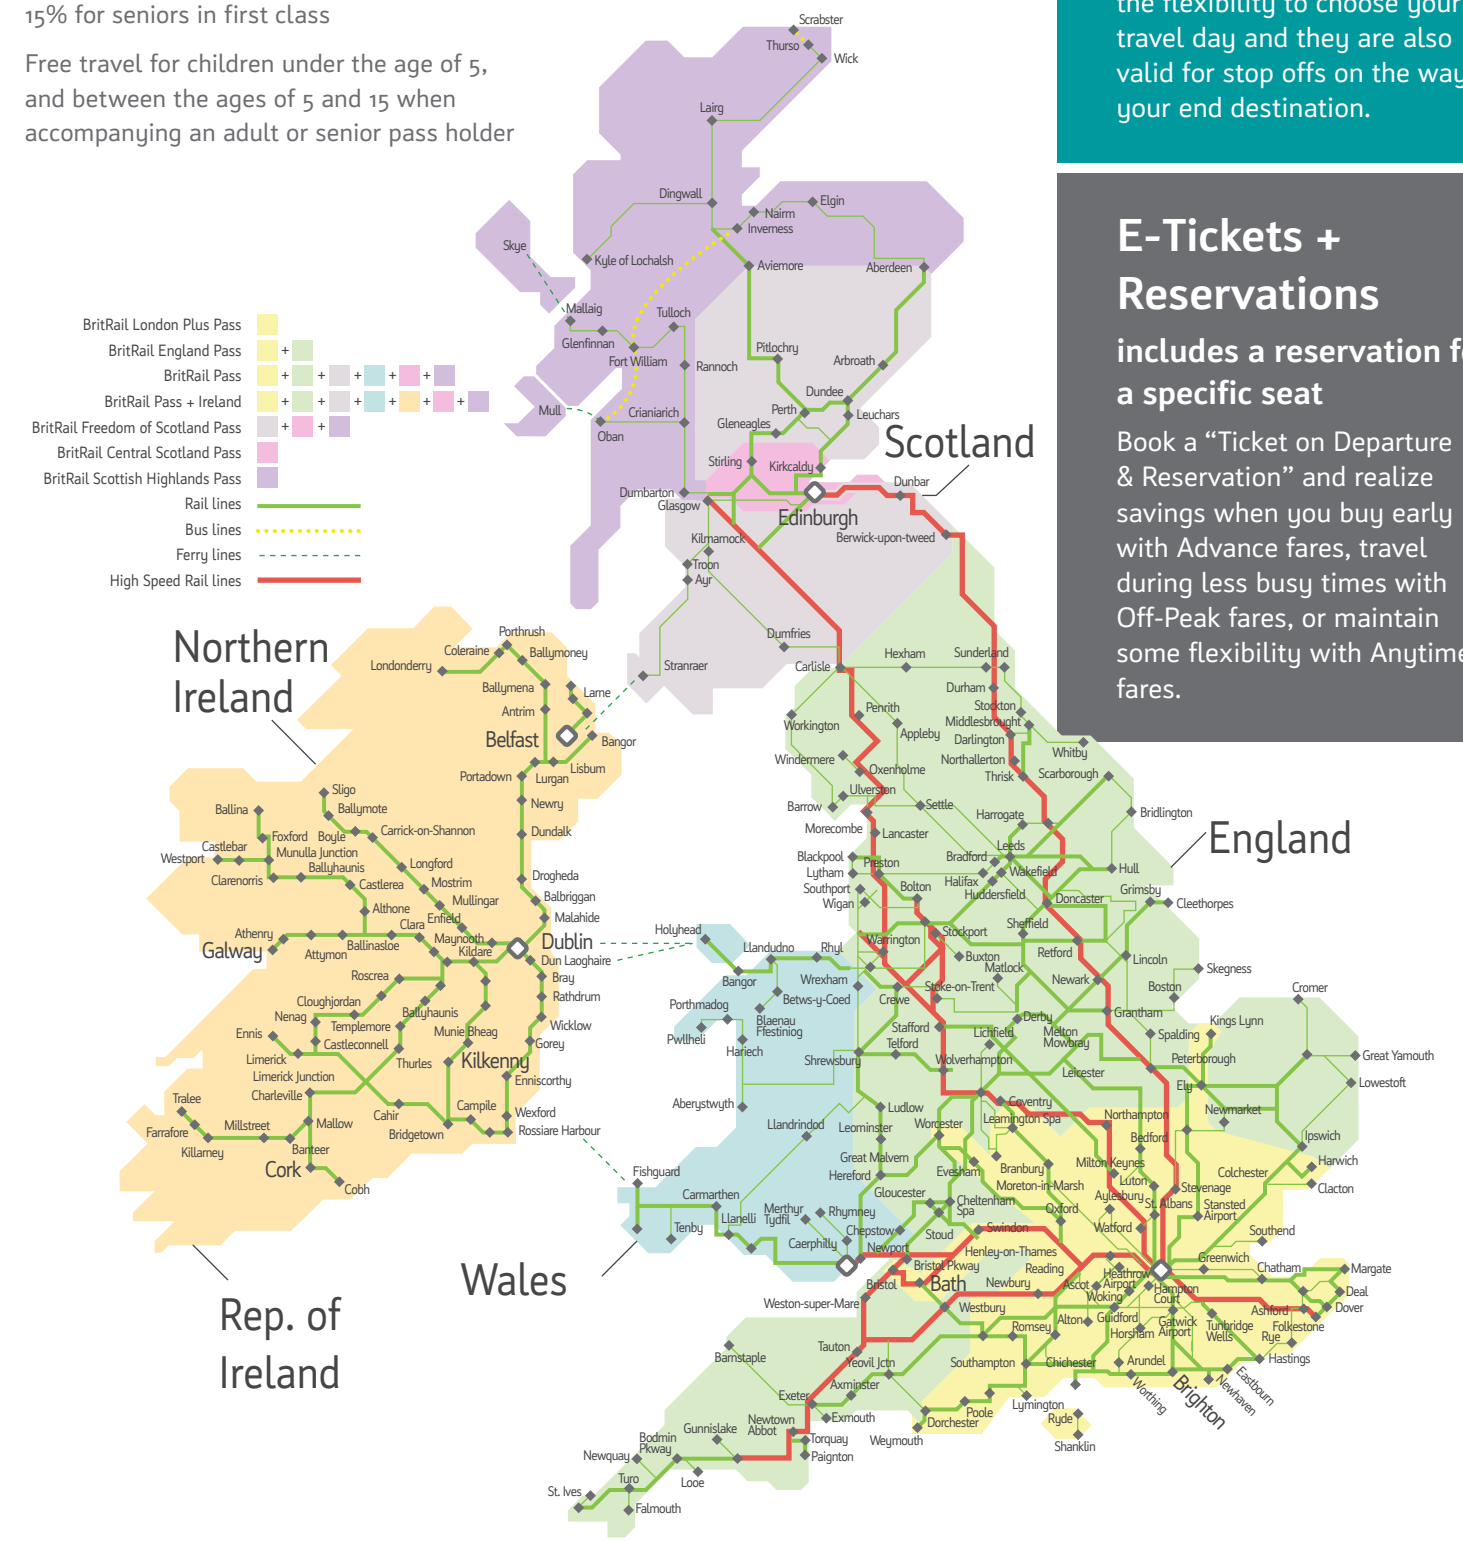 15% for seniors in first class
Free travel for children under the age of 5,
and between the ages of 5 and 15 when
accompanying an adult or senior pass holder
the flexibility to choose your
travel day and they are also
valid for stop offs on the way
your end destination.
E-Tickets +
Reservations
includes a reservation f
a specific seat
Book a “Ticket on Departure
& Reservation” and realize
savings when you buy early
with Advance fares, travel
during less busy times with
Off-Peak fares, or maintain
some flexibility with Anytime
fares.
BritRail London Plus Pass
BritRail England Pass
+
BritRail Pass
+ + + + +
BritRail Pass + Ireland
+ + + + + +
BritRail Freedom of Scotland Pass
+ +
BritRail Central Scotland Pass
BritRail Scottish Highlands Pass
Rail lines
Bus lines
Ferry lines
High Speed Rail lines
Scotland
Scrabster
Thurso
Wick
Lairg
Dingwall
Nairm
Elgin
Inverness
Skye
Kyle of Lochalsh
Aviemore
Aberdeen
Mallaig
Glenfinnan
Tulloch
Fort William
Rannoch
Pitlochry
Arbroath
Mull
Oban
Crianiarich
Dundee
Perth
Leuchars
Gleneagles
Stirling
Kirkcaldy
Dumbarton
Glasgow
Edinburgh
Dunbar
Berwick-upon-tweed
Kilmarnock
Troon
Ayr
Dumfries
Stranraer
Northern
Ireland
Porthrush
Coleraine
Ballymoney
Londonderry
Ballymena
Larne
Antrim
Belfast
Bangor
Lisburn
Portadown
Lurgan
Newry
Dundalk
Rep. of
Ireland
Sligo
Ballymote
Ballina
Foxford
Boyle
Carrick-on-Shannon
Castlebar
Westport
Munulla Junction
Ballyhaunis
Clarenorris
Castlerea
Longford
Mostrim
Mullingar
Drogheda
Balbriggan
Malahide
Althone
Clara
Enfield
Athenry
Galway
Attymon
Ballinasloe
Maynooth
Kildare
Dublin
Dun Laoghaire
Bray
Rathdrum
Wicklow
Gorey
Roscrea
Cloughjordan
Nenag
Templemore
Ballyhaunis
Ennis
Castleconnell
Munie Bheag
Limerick
Thurles
Kilkenny
Limerick Junction
Enniscorthy
Charleville
Tralee
Farrafore
Killarney
Millstreet
Mallow
Banteer
Cahir
Bridgetown
Campile
Wexford
Rossiare Harbour
Cork
Cobh
Wales
Holyhead
Llandudno
Rhyl
Bangor
Wrexham
Betws-y-Coed
Porthmadog
Blaenau
Ffestiniog
Pwllheli
Hariech
Aberystwyth
Llandrindod
Fishguard
Carmarthen
Tenby
Llanelli
Merthyr
Tydfil
Rhymney
Caerphilly
Chepstow
Newport
England
Carlisle
Hexham
Sunderland
Durham
Stockton
Middlesbrought
Darlington
Whitby
Northallerton
Thrisk
Scarborough
Workington
Penrith
Appleby
Windermere
Oxenholme
Ulverston
Barrow
Settle
Morecombe
Lancaster
Harrogate
Bridlington
Blackpool
Lytham
Preston
Bradford
Leeds
Halifax
Wakefield
Huddersfield
Hull
Southport
Wigan
Bolton
Doncaster
Grimsby
Cleethorpes
Warrington
Stockport
Sheffield
Buxton
Matlock
Retford
Lincoln
Skegness
Crewe
Stoke-on-Trent
Newark
Boston
Stafford
Derby
Grantham
Cromer
Telford
Lichfield
Melton
Mowbray
Spalding
Kings Lynn
Shrewsbury
Wolverhampton
Leicester
Peterborough
Great Yamouth
Ely
Lowestoft
Ludlow
Leominster
Worcester
Coventry
Leamington Spa
Northampton
Newmarket
Great Malvern
Hereford
Evesham
Branbury
Bedford
Ipswich
Harwich
Milton Keynes
Moreton-in-Marsh
Luton
Colchester
Clacton
Gloucester
Cheltenham
Spa
Aylesbury
St. Albans
Stevenage
Stansted
Airport
Oxford
Watford
Stoud
Swindon
Southend
Henley-on-Thames
Reading
Greenwich
Chatham
Margate
Bristol Pkway
Bristol
Bath
Newbury
Ascot
Heathrow
Airport
Hampton
Court
Deal
Dover
Woking
Ashford
Folkestone
Weston-super-Mare
Westbury
Alton
Guidford
Gatwick
Airport
Horsham
Tunbridge
Wells
Rye
Romsey
Hastings
Tauton
Yeovil Jctn
Southampton
Chichester
Arundel
Barnstaple
Axminster
Worthing
Brighton
Newhaven
Eastbourn
Exeter
Exmouth
Lymington
Poole
Dorchester
Weymouth
Ryde
Shanklin
Newtown
Abbot
Torquay
Paignton
Gunnislake
Bodmin
Pkway
Newquay
Looe
Turo
St. Ives
Falmouth